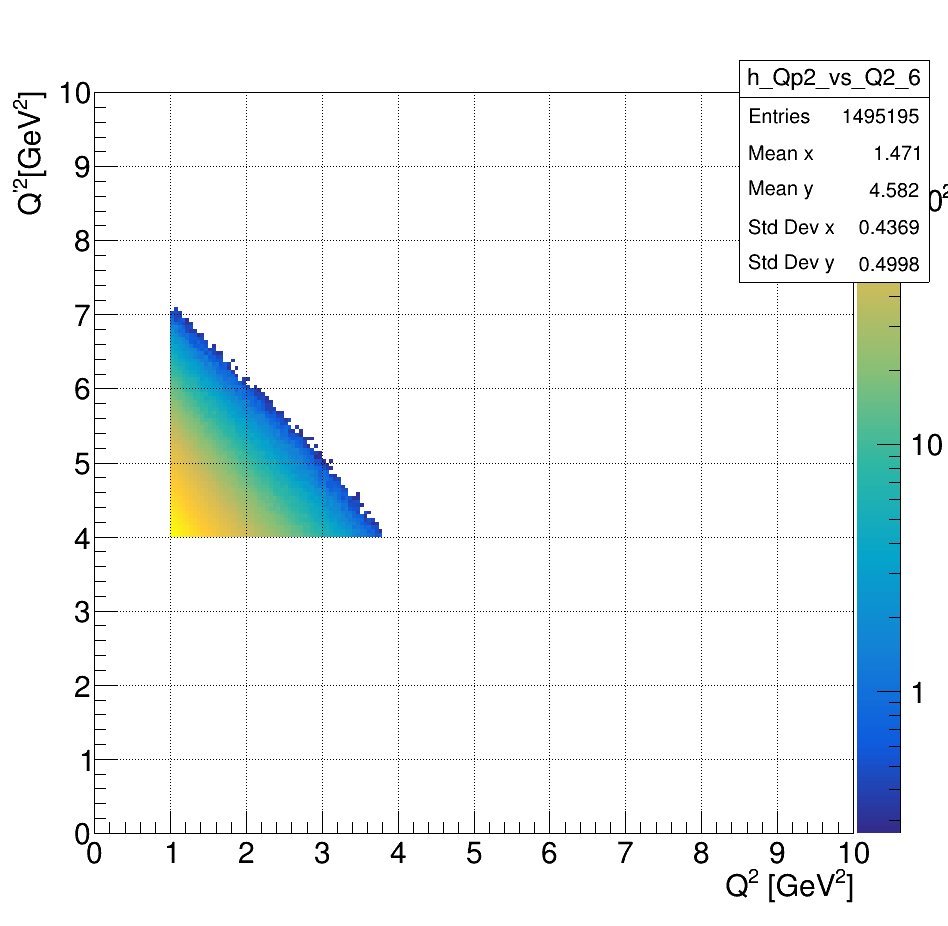 h_Qp2_vs_Q2_6
Entries 1495195
Mean x 1.471
Mean y 4.582
Std Dev x 0.4369
Std Dev y 0.4998
Q'2[GeV2]
10
9
8
7
6
5
4
3
2
1
0
0 1 2 3 4 5 6 7 8 9 10
Q2 [GeV2]
02
10
1